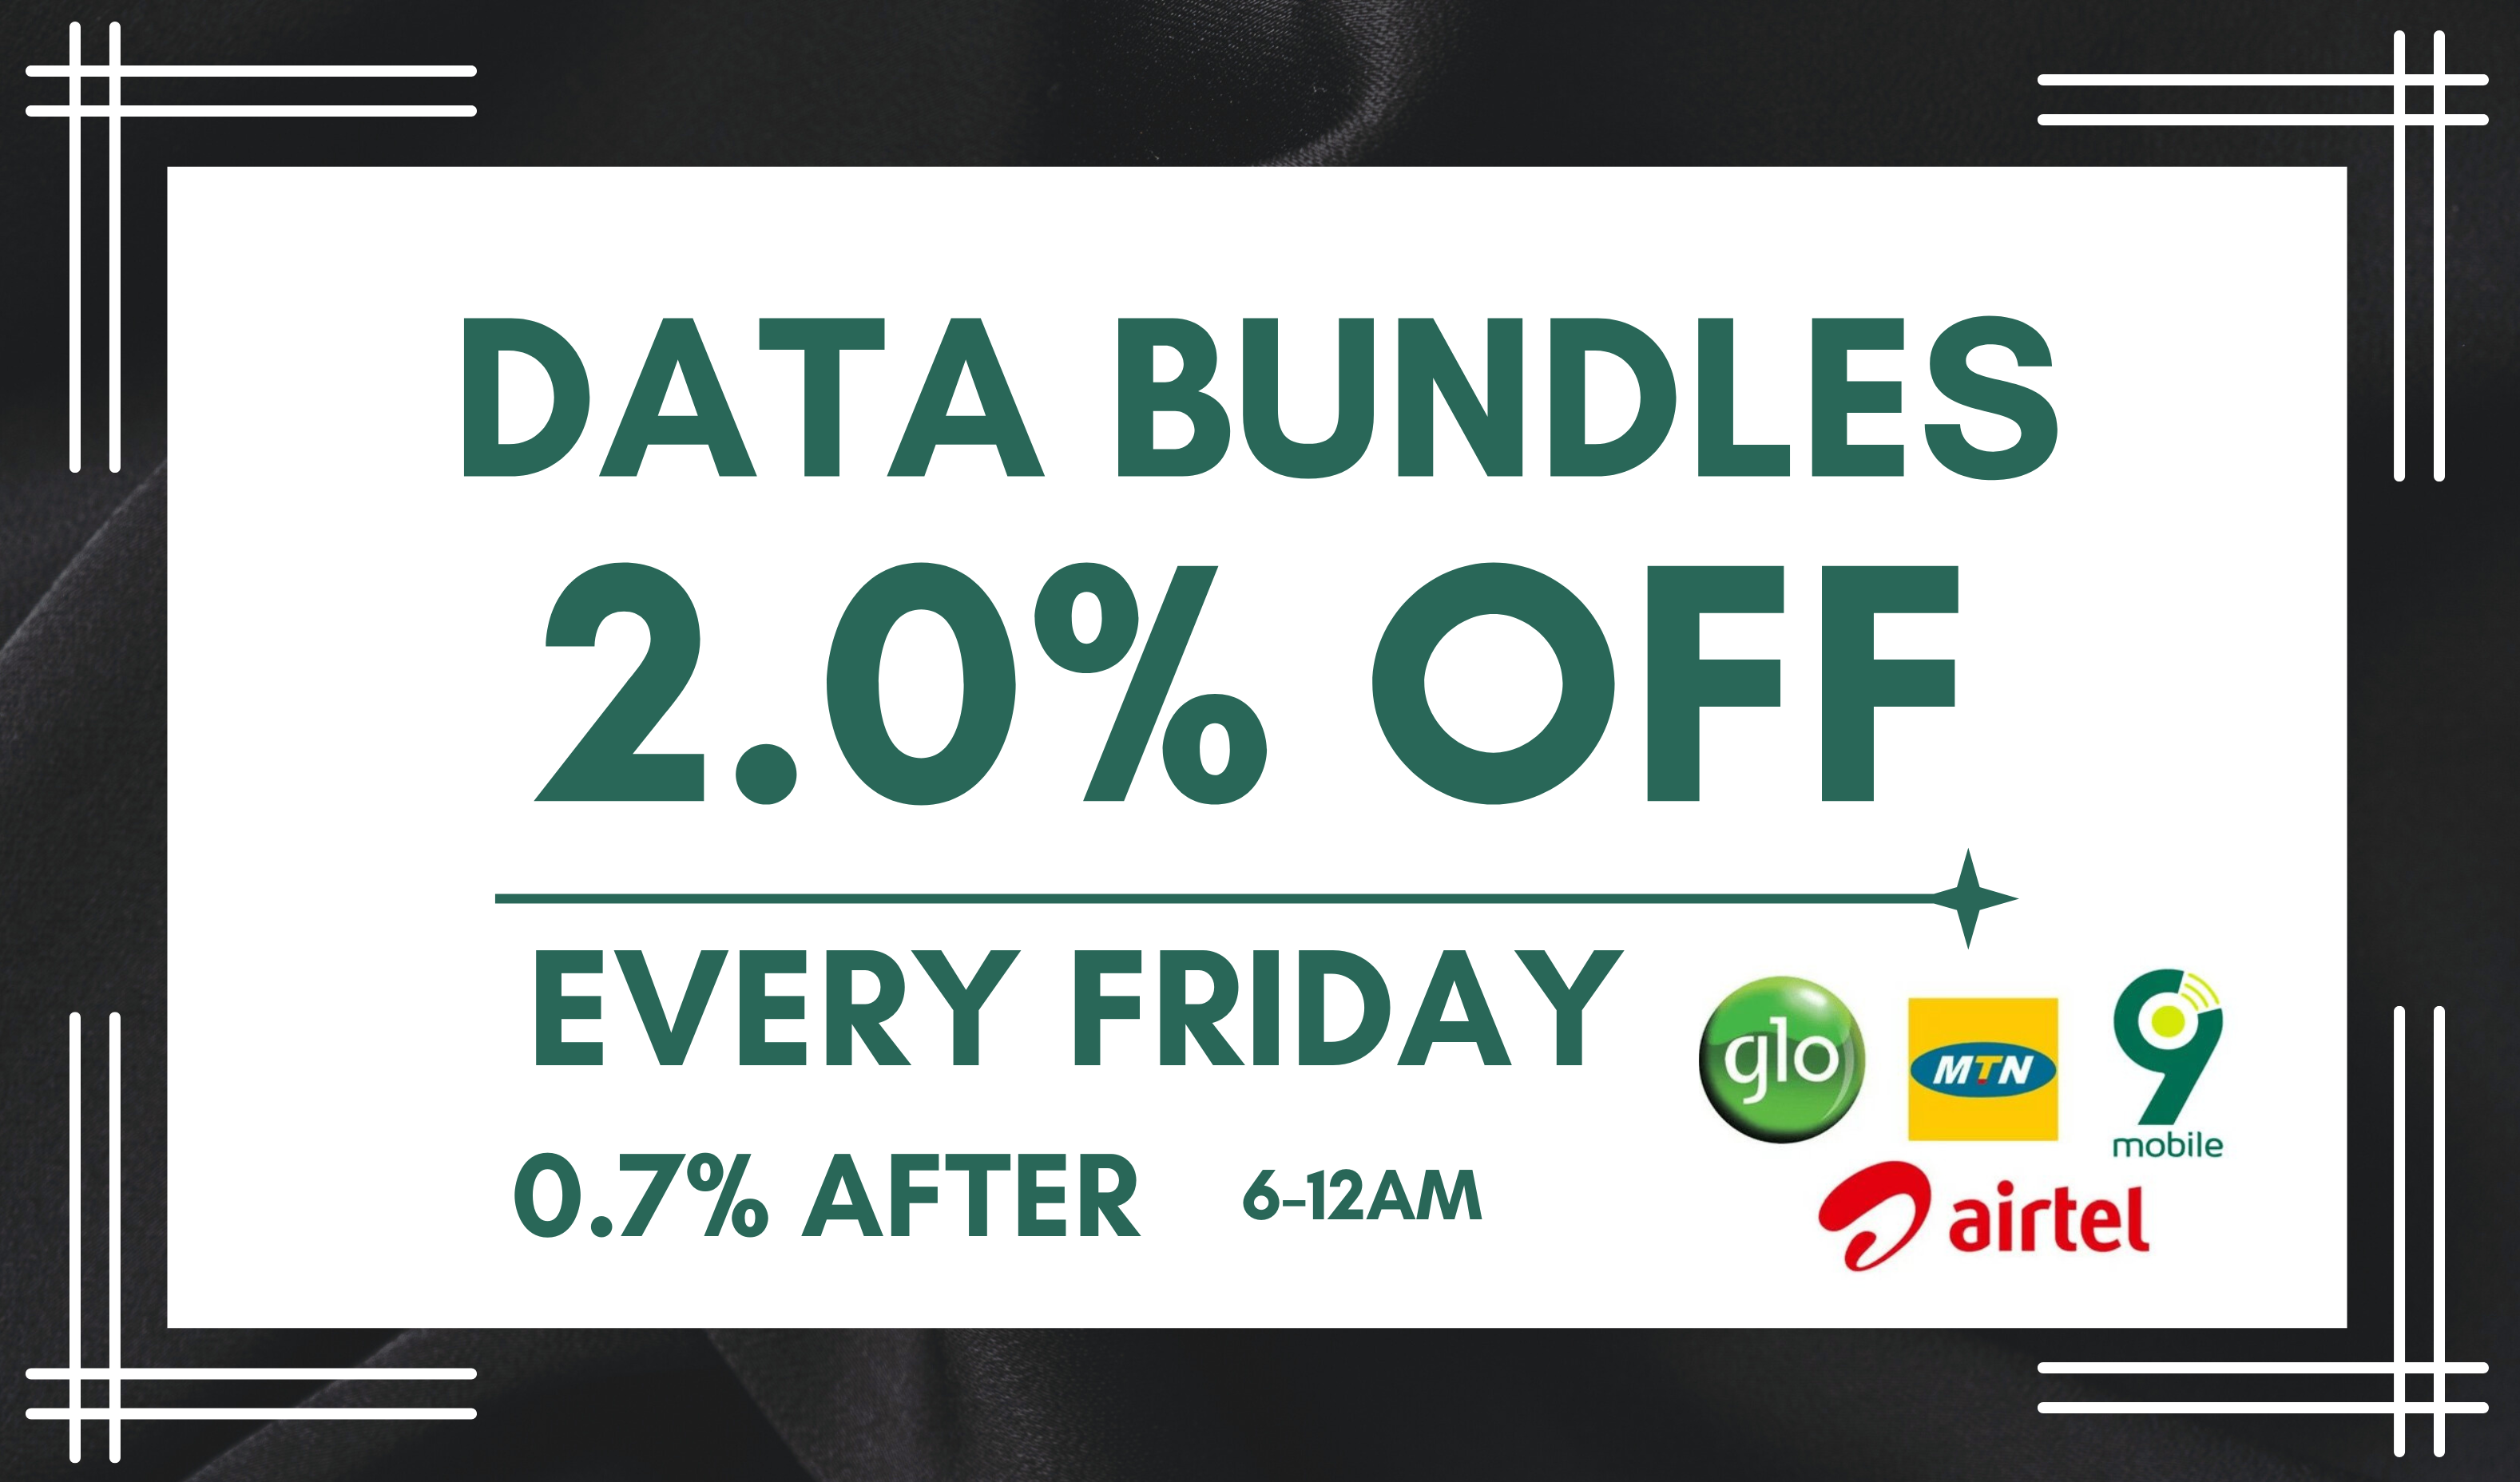 DATA BUNDLES
2.0% OFF
EVERY FRIDAY
0.7% AFTER 6-12AM
glo
MTN
9
mobile
airtel